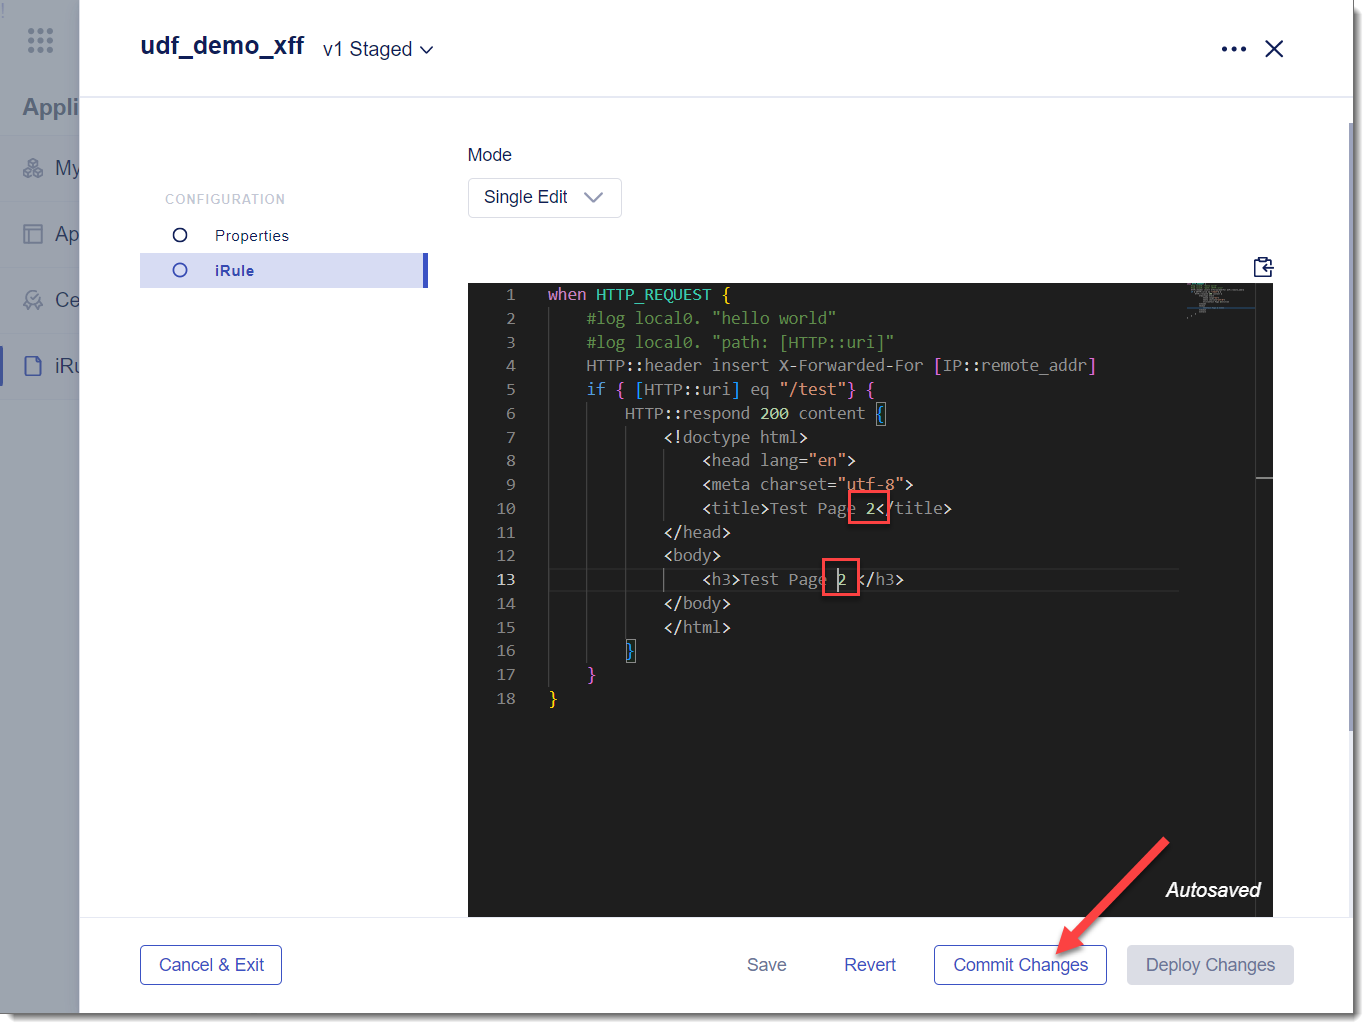 udf_demo_xff v1 Staged
Appli
My
Ap
Ce
iRu
CONFIGURATION
Properties
iRule
Mode
Single Edit
1 when HTTP_REQUEST {
2 #log local0. "hello world"
3 #log local0. "path: [HTTP::uri]"
4 HTTP::header insert X-Forwarded-For [IP::remote_addr]
5 if { [HTTP::uri] eq "/test"} {
6 HTTP::respond 200 content {
7 <!doctype html>
8 <head lang="en">
9 <meta charset="utf-8">
10 <title>Test Page 2</title>
11 </head>
12 <body>
13 <h3>Test Page 2 </h3>
14 </body>
15 </html>
16 }
17 }
18 }
Autosaved
Cancel & Exit
Save
Revert
Commit Changes
Deploy Changes